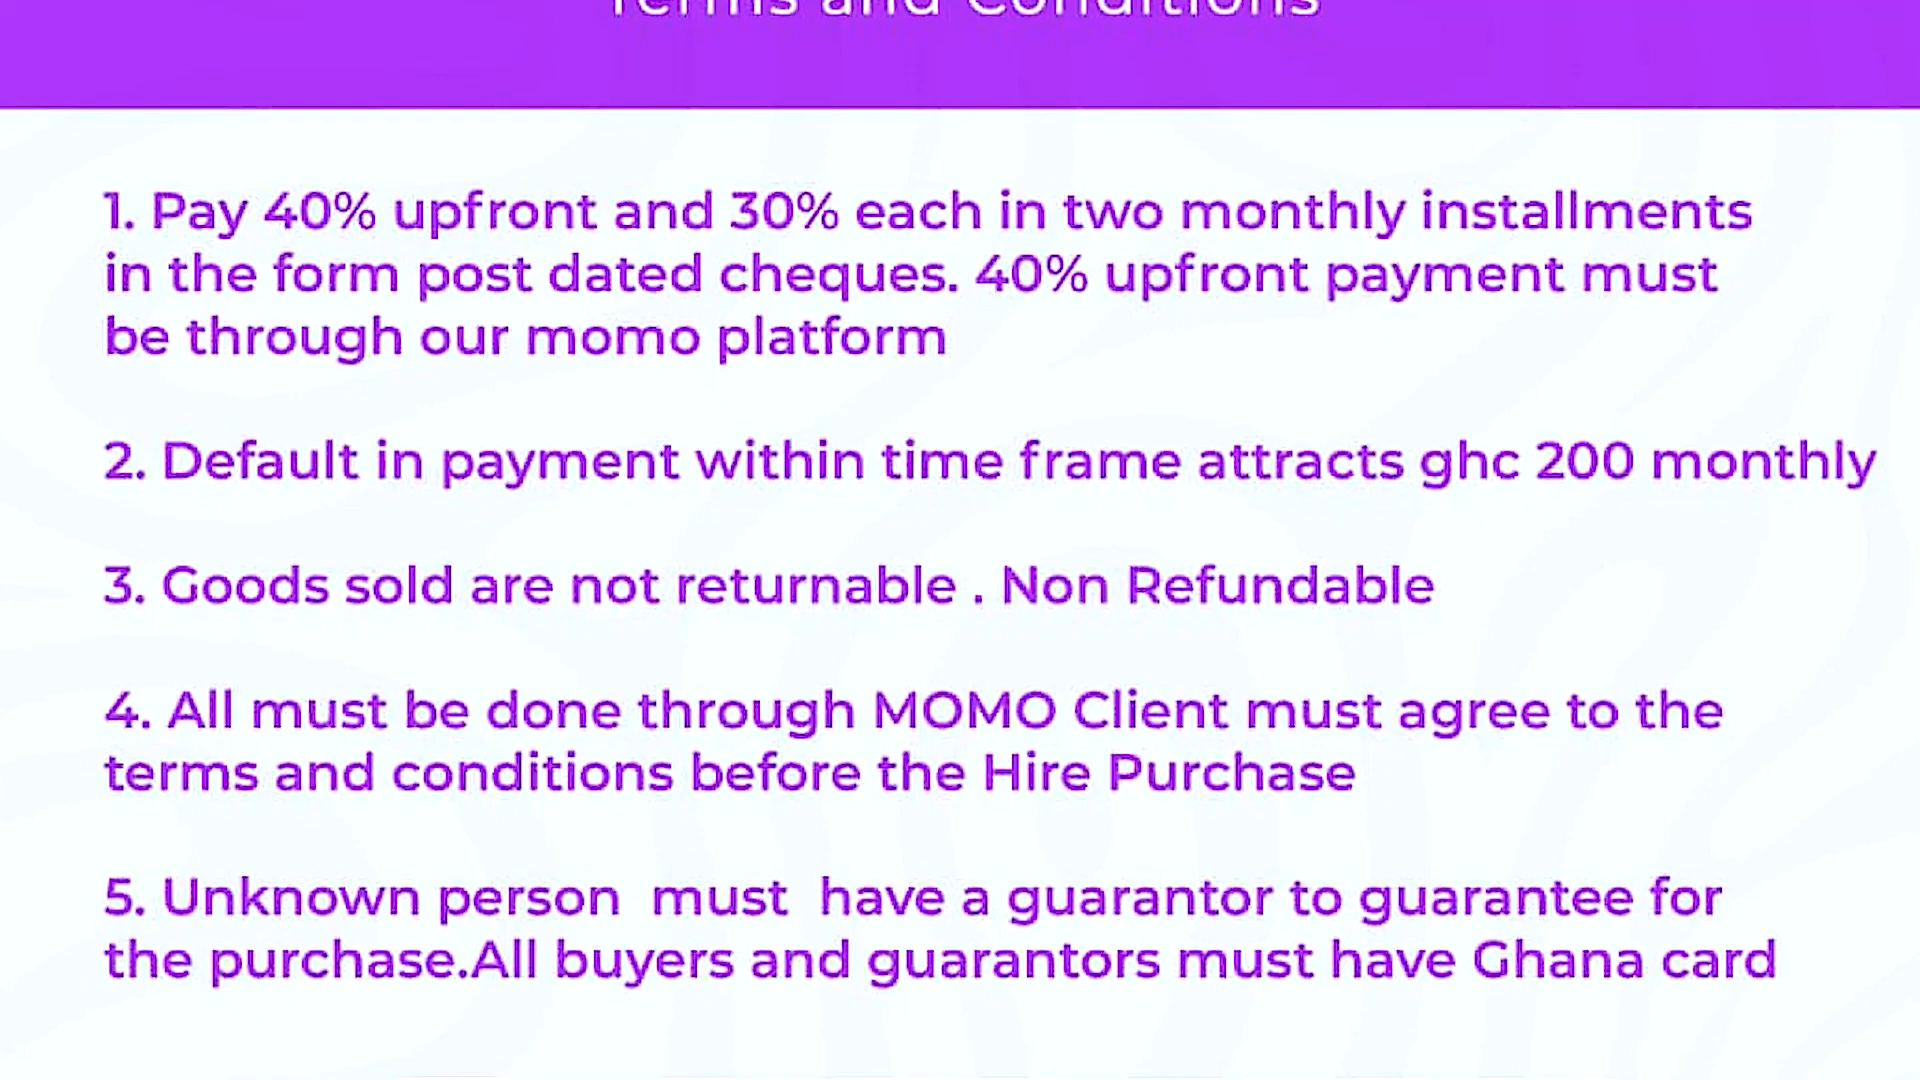 Terms and Conditions
1. Pay 40% upfront and 30% each in two monthly installments
in the form post dated cheques. 40% upfront payment must
be through our momo platform
2. Default in payment within time frame attracts ghc 200 monthly
3. Goods sold are not returnable . Non Refundable
4. All must be done through MOMO Client must agree to the
terms and conditions before the Hire Purchase
5. Unknown person  must  have a guarantor to guarantee for
the purchase.All buyers and guarantors must have Ghana card